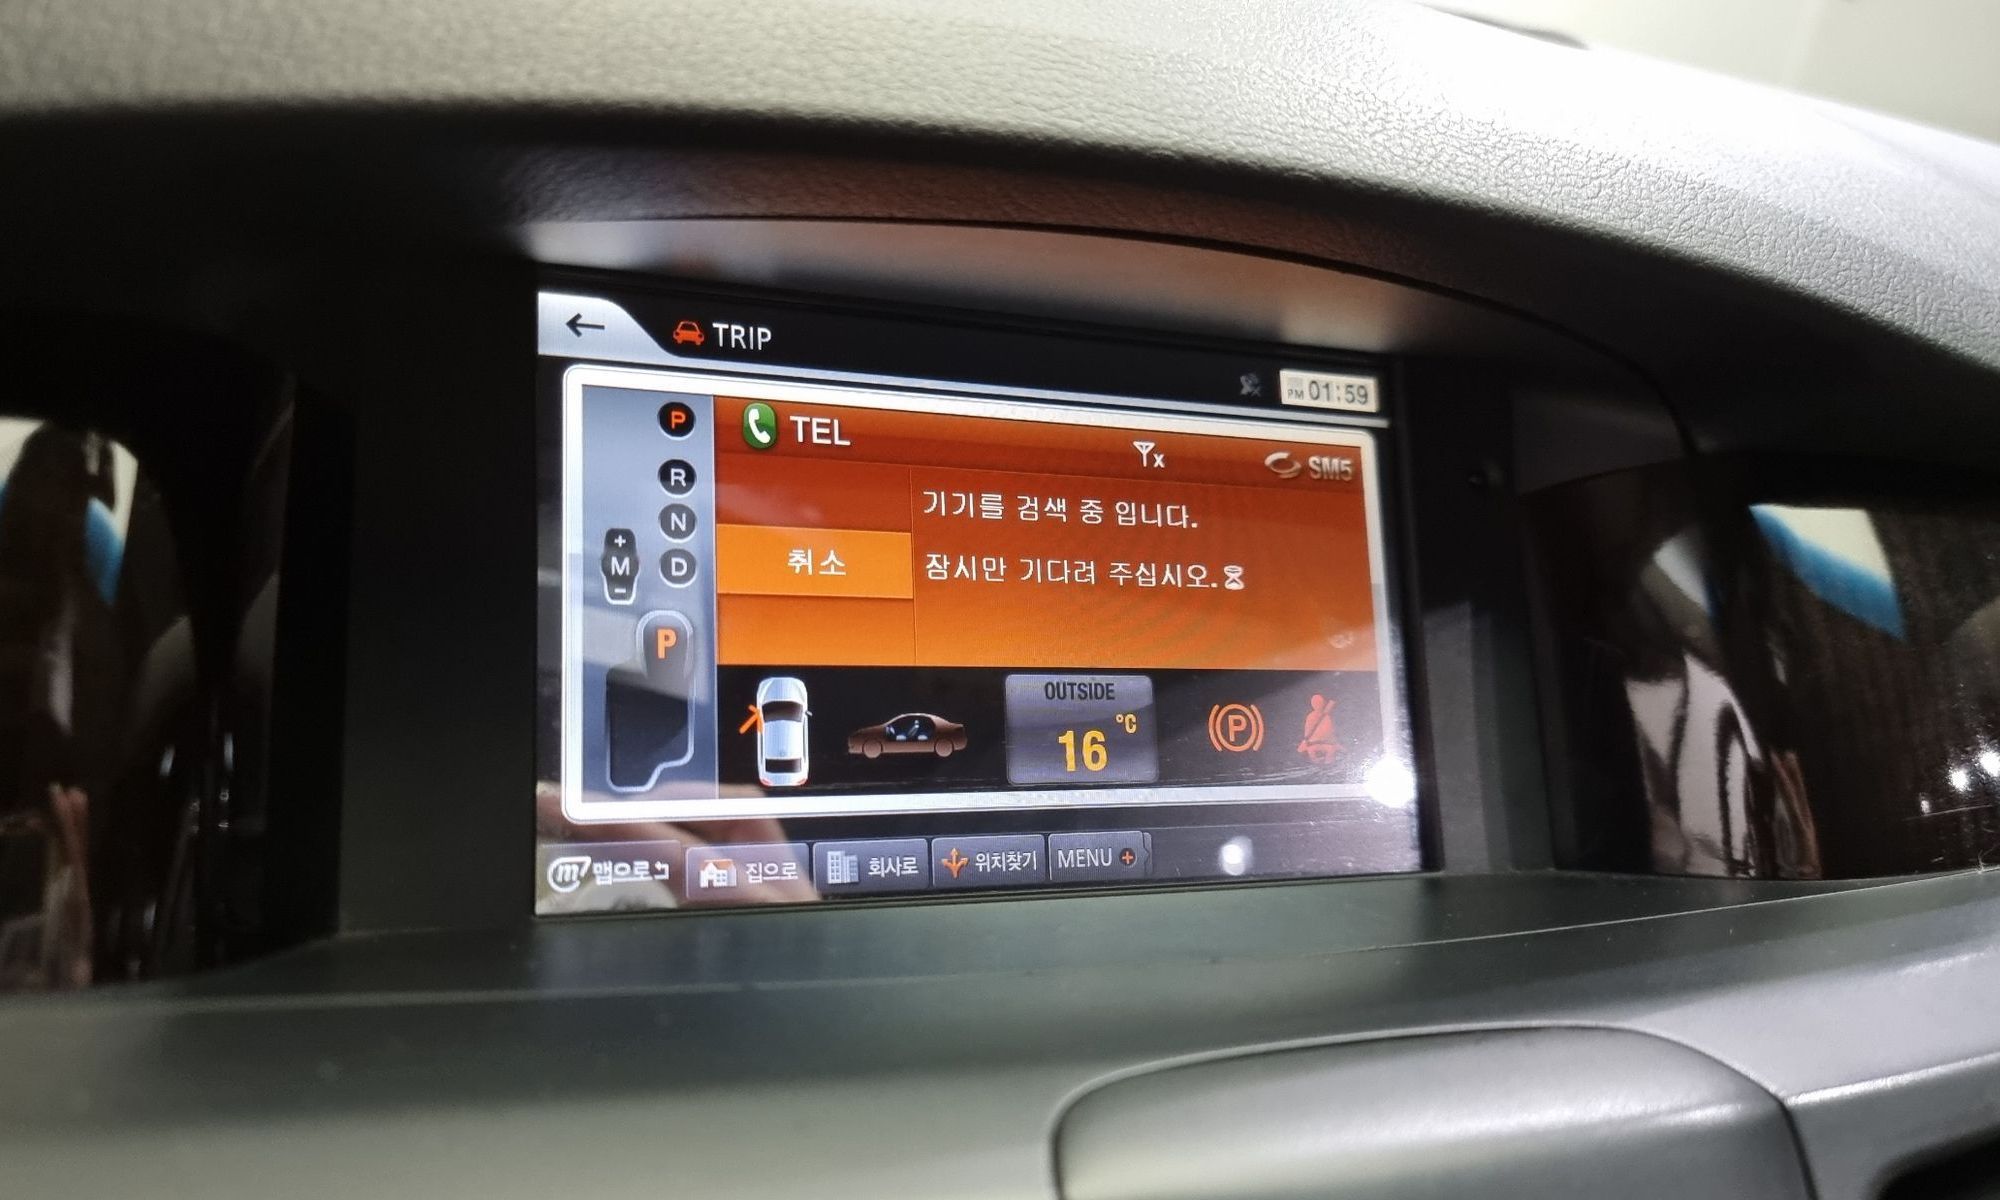 TRIP
PM 01:59
P
R
N
D
+
M
-
P
TEL
SM5
기기를 검색 중 입니다.
취소
잠시만 기다려 주십시오.
OUTSIDE
16 °C
P
m 맵으로
집으로
회사로
위치찾기
MENU +